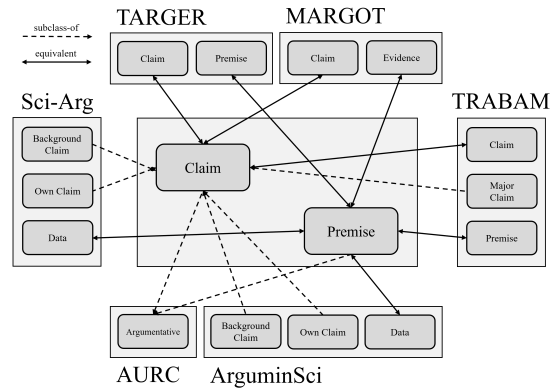 subclass-of
equivalent
TARGER
Claim
Premise
MARGOT
Claim
Evidence
Sci-Arg
Background
Claim
Own Claim
Data
Claim
Premise
TRABAM
Claim
Major
Claim
Premise
Argumentative
AURC
Background
Claim
Own Claim
Data
ArguminSci